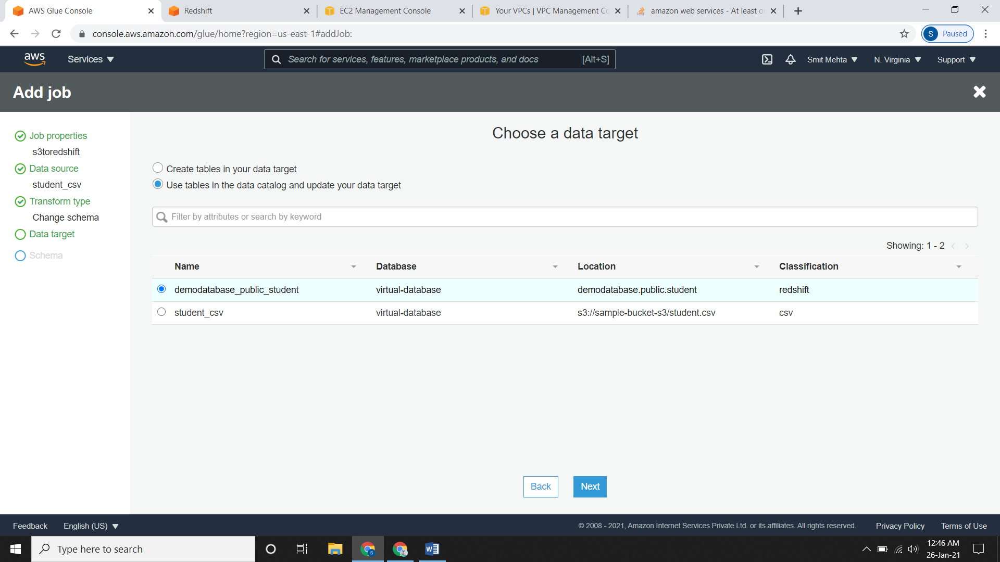 AWS Glue Console
Redshift
EC2 Management Console
Your VPCs | VPC Management Co
amazon web services - At least o
console.aws.amazon.com/glue/home?region=us-east-1#addJob:
S Paused
aws
Services
Search for services, features, marketplace products, and docs [Alt+S]
Smit Mehta
N. Virginia
Support
Add job
Job properties
s3toredshift
Data source
student_csv
Transform type
Change schema
Data target
Schema
Choose a data target
Create tables in your data target
Use tables in the data catalog and update your data target
Filter by attributes or search by keyword
Showing: 1 - 2
Name Database Location Classification
demodatabase_public_student virtual-database demodatabase.public.student redshift
student_csv virtual-database s3://sample-bucket-s3/student.csv csv
Back
Next
Feedback
English (US)
© 2008 - 2021, Amazon Internet Services Private Ltd. or its affiliates. All rights reserved.
Privacy Policy
Terms of Use
Type here to search
12:46 AM
26-Jan-21